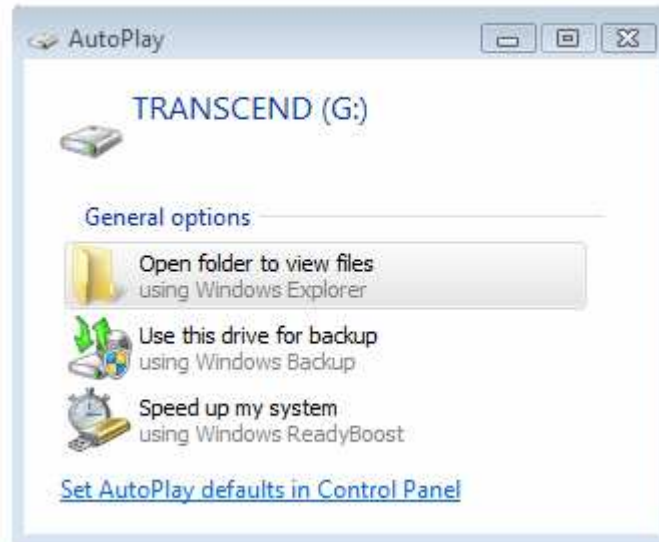 AutoPlay
TRANSCEND (G:)
General options
Open folder to view files
using Windows Explorer
Use this drive for backup
using Windows Backup
Speed up my system
using Windows ReadyBoost
Set AutoPlay defaults in Control Panel